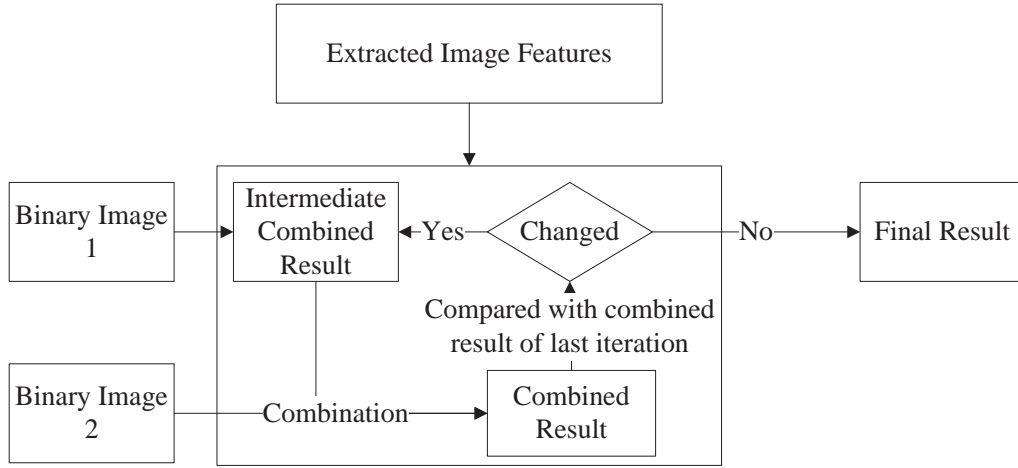 Extracted Image Features
Binary Image
1
Intermediate
Combined
Result
Yes
Changed
No
Final Result
Compared with combined
result of last iteration
Binary Image
2
Combination
Combined
Result